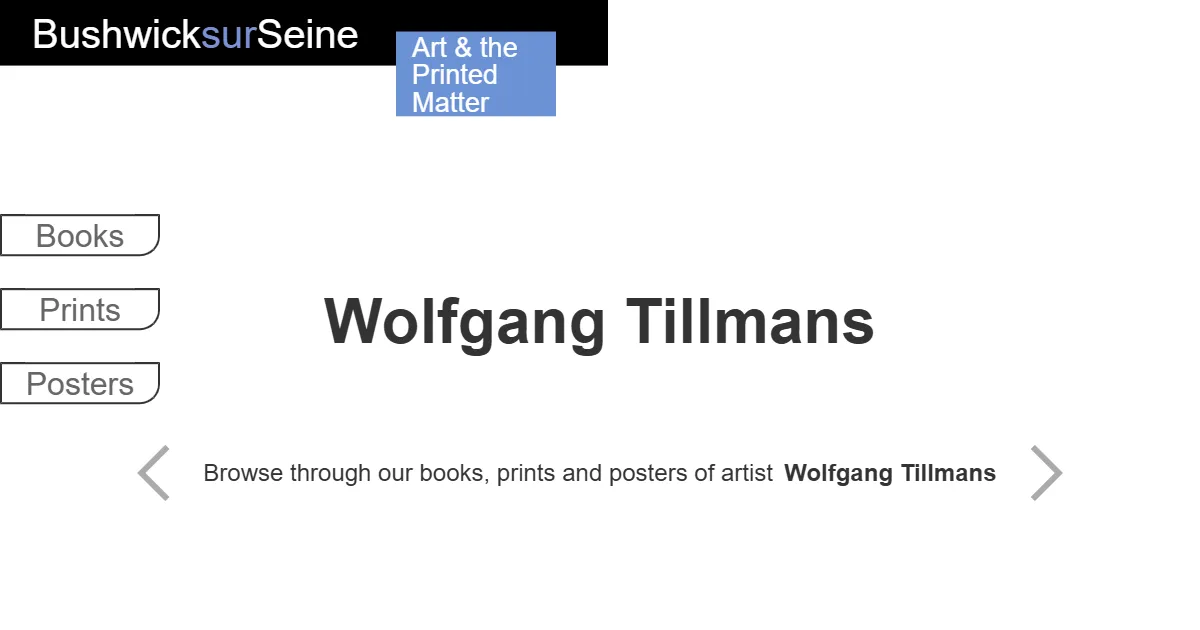 BushwicksurSeine
Art & the
Printed
Matter
Books
Prints
Posters
Wolfgang Tillmans
Browse through our books, prints and posters of artist Wolfgang Tillmans